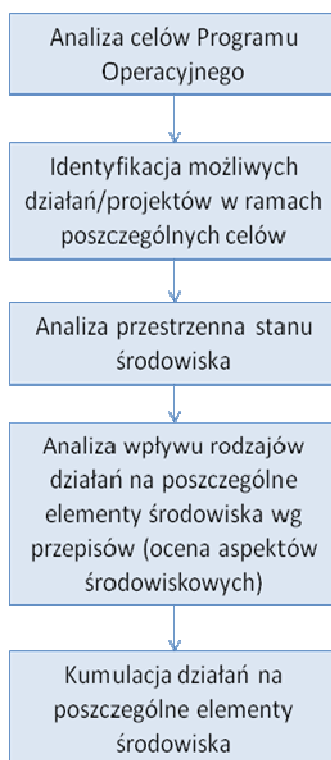 Analiza celów Programu
Operacyjnego
Identyfikacja możliwych
działań/projektów w ramach
poszczególnych celów
Analiza przestrzenna stanu
środowiska
Analiza wpływu rodzajów
działań na poszczególne
elementy środowiska wg
przepisów (ocena aspektów
środowiskowych)
Kumulacja działań na
poszczególne elementy
środowiska